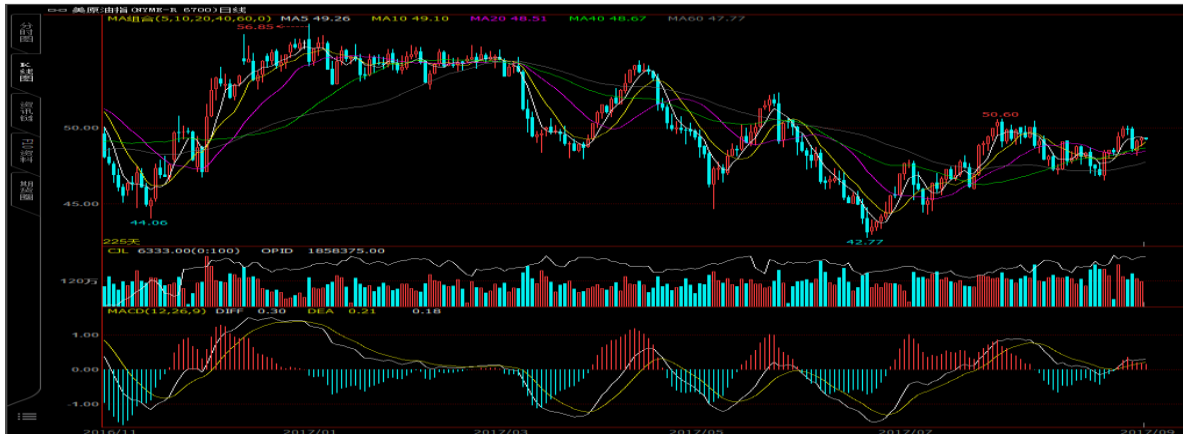 美原油指(NYME-R 6700)日线
MA组合(5,10,20,40,60,0) MA5 49.26 MA10 49.10 MA20 48.51 MA40 48.67 MA60 47.77
56.85
分时图
K线图
资讯链
F10资料
期货圈
50.60
50.00
45.00
44.06
42.77
225天
CJL 6333.00(0:100) OPID 1858375.00
120万
MACD(12,26,9) DIFF 0.30 DEA 0.21 0.18
1.00
0.00
-1.00
2016/11 2017/01 2017/03 2017/05 2017/07 2017/09